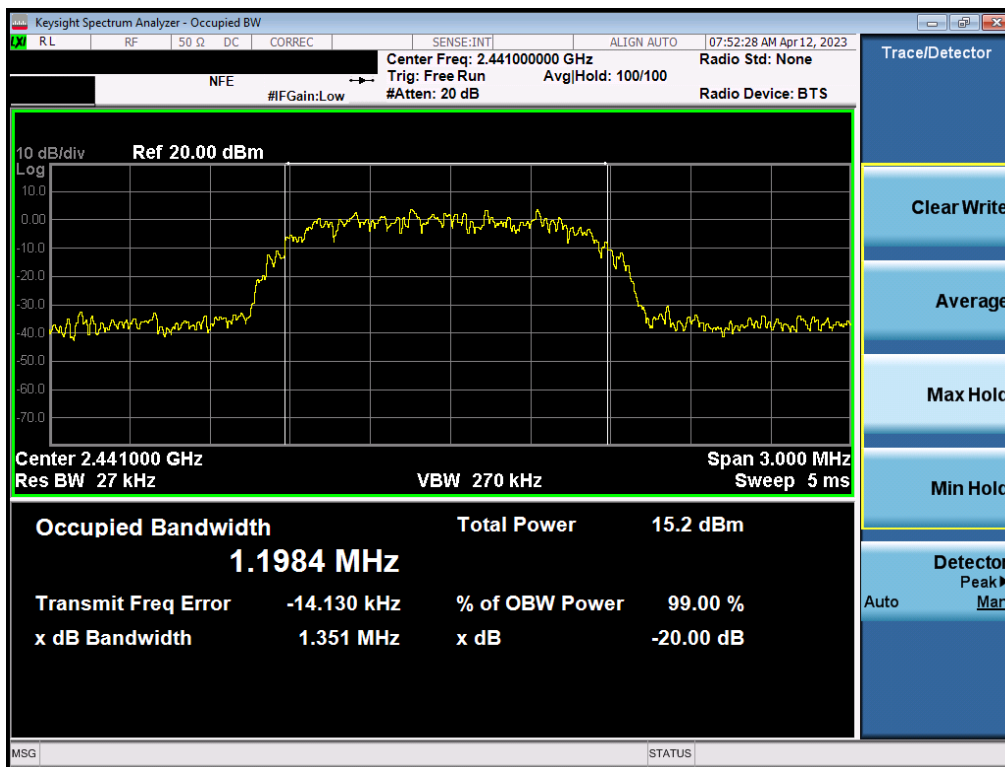 Keysight Spectrum Analyzer - Occupied BW
LXI RL RF 50 Ω DC CORREC SENSE:INT ALIGN AUTO 07:52:28 AM Apr 12, 2023
Center Freq: 2.441000000 GHz Radio Std: None
NFE Trig: Free Run Avg|Hold: 100/100
#IFGain:Low #Atten: 20 dB Radio Device: BTS
Trace/Detector
10 dB/div Ref 20.00 dBm
Log
10.0
0.00
-10.0
-20.0
-30.0
-40.0
-50.0
-60.0
-70.0
Center 2.441000 GHz Span 3.000 MHz
Res BW 27 kHz VBW 270 kHz Sweep 5 ms
Occupied Bandwidth Total Power 15.2 dBm
1.1984 MHz
Transmit Freq Error -14.130 kHz % of OBW Power 99.00 %
x dB Bandwidth 1.351 MHz x dB -20.00 dB
Clear Write
Average
Max Hold
Min Hold
Detector
Peak
Auto Man
MSG STATUS